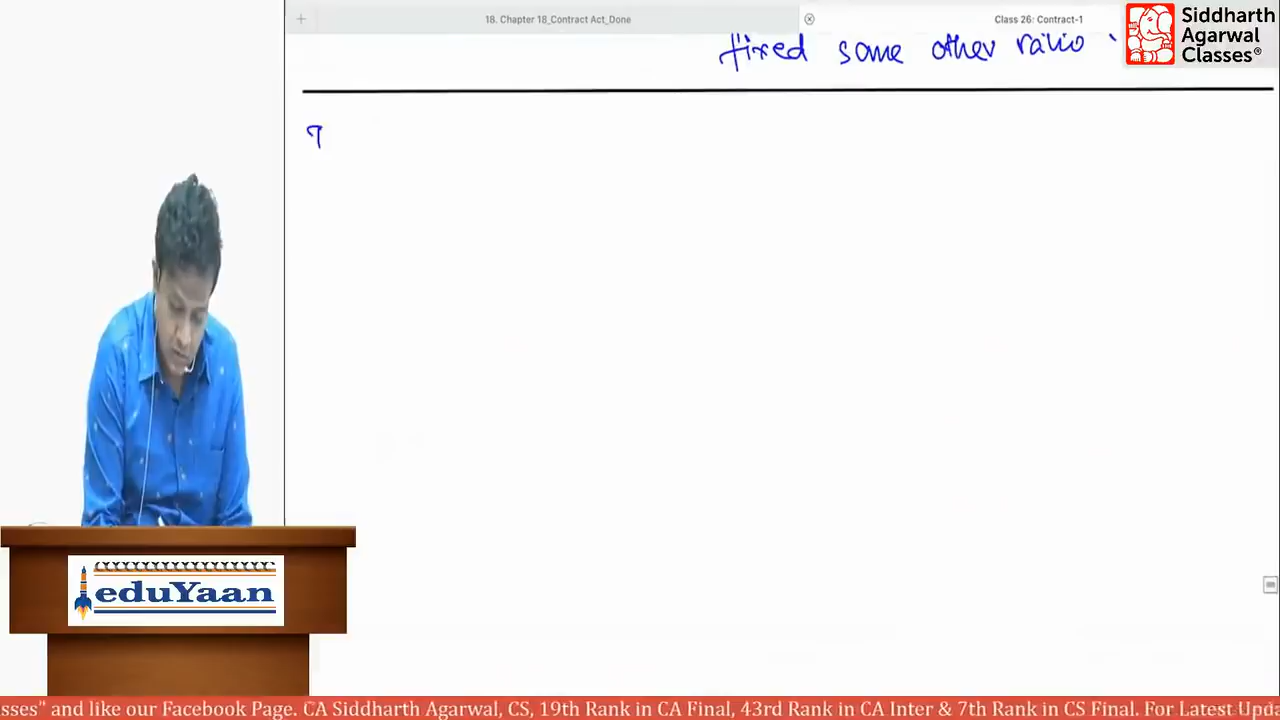 18. Chapter 18_Contract Act_Done
Class 26: Contract-1
Siddharth
Agarwal
Classes®
fixed some other ratio
eduYaan
sses” and like our Facebook Page. CA Siddharth Agarwal, CS, 19th Rank in CA Final, 43rd Rank in CA Inter & 7th Rank in CS Final. For Latest Upda